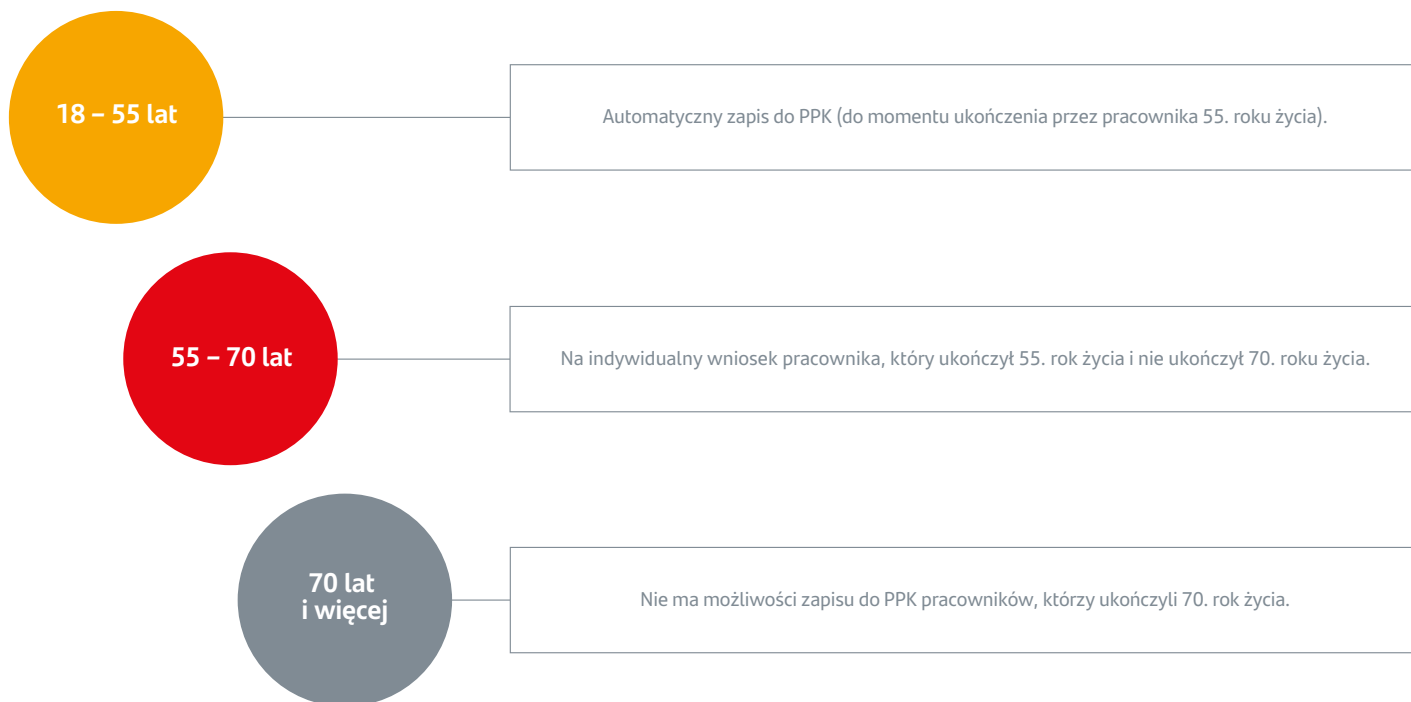 18 – 55 lat
Automatyczny zapis do PPK (do momentu ukończenia przez pracownika 55. roku życia).
55 – 70 lat
Na indywidualny wniosek pracownika, który ukończył 55. rok życia i nie ukończył 70. roku życia.
70 lat
i więcej
Nie ma możliwości zapisu do PPK pracowników, którzy ukończyli 70. rok życia.